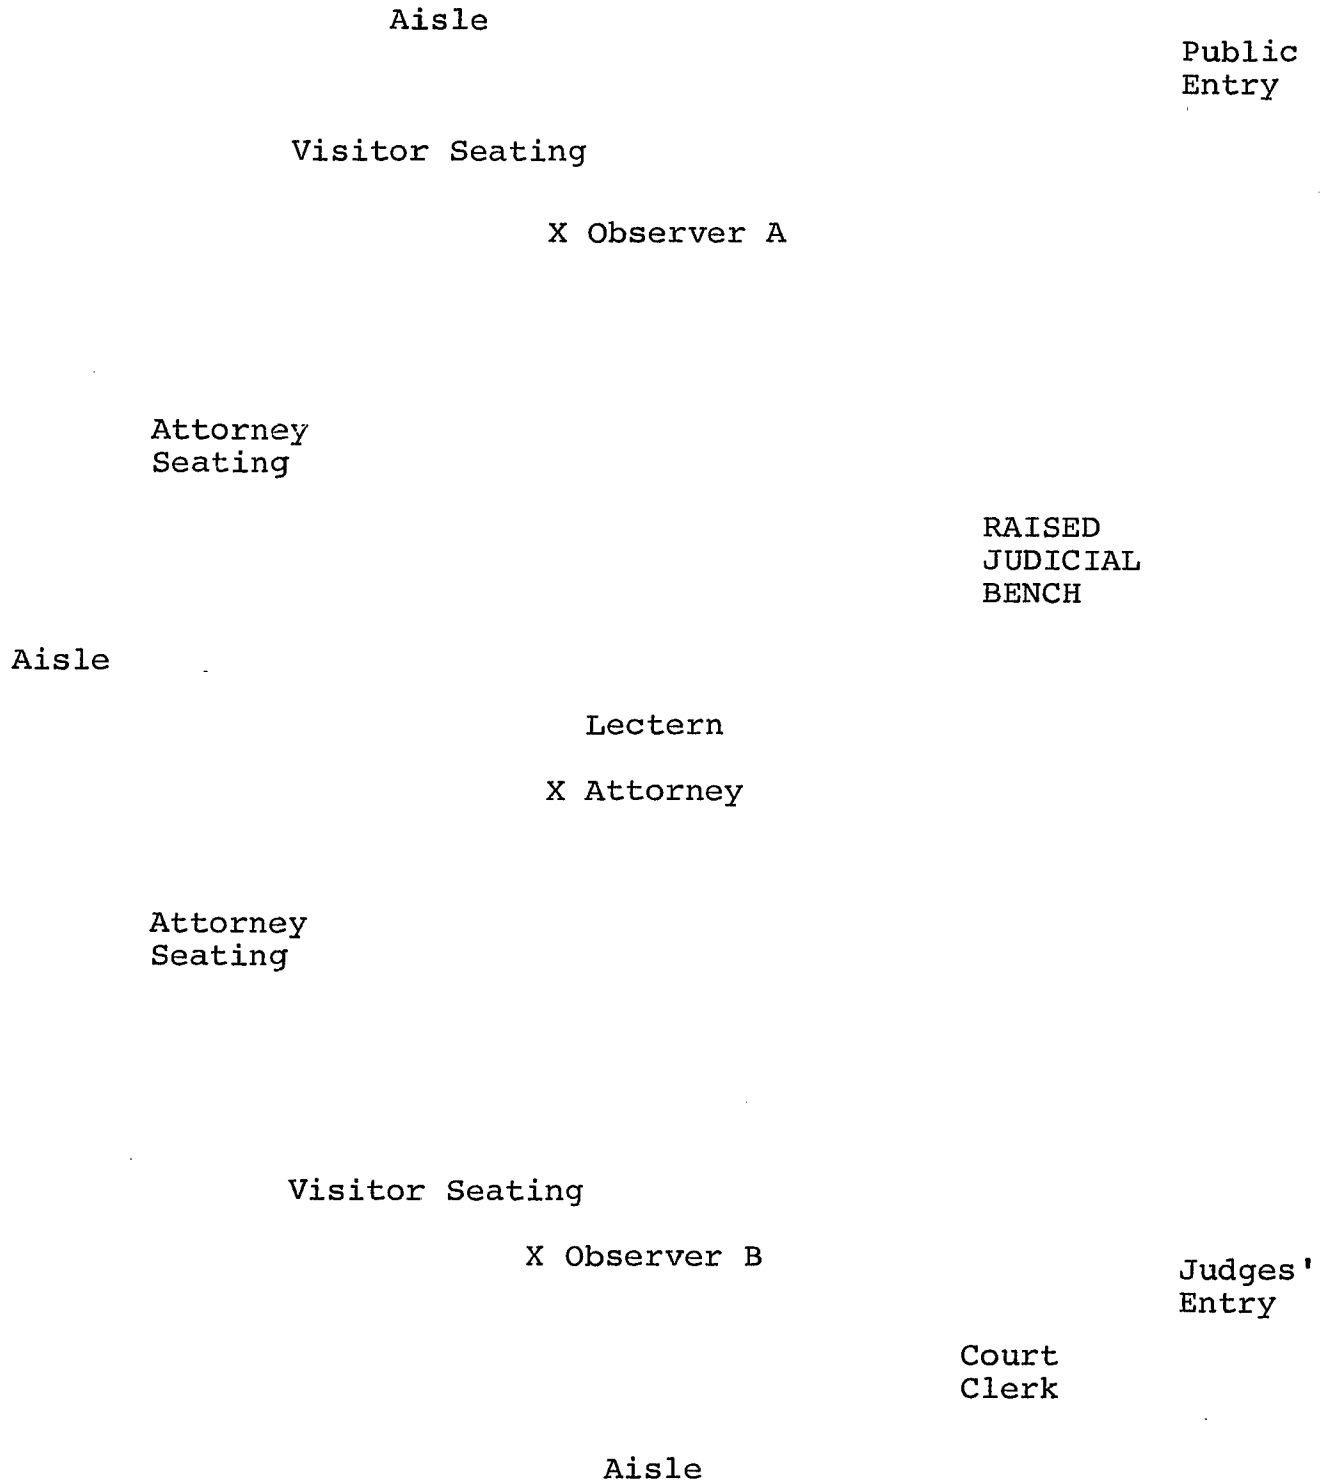 Aisle
Public
Entry
Visitor Seating
X Observer A
Attorney
Seating
RAISED
JUDICIAL
BENCH
Aisle
Lectern
X Attorney
Attorney
Seating
Visitor Seating
X Observer B
Judges'
Entry
Court
Clerk
Aisle